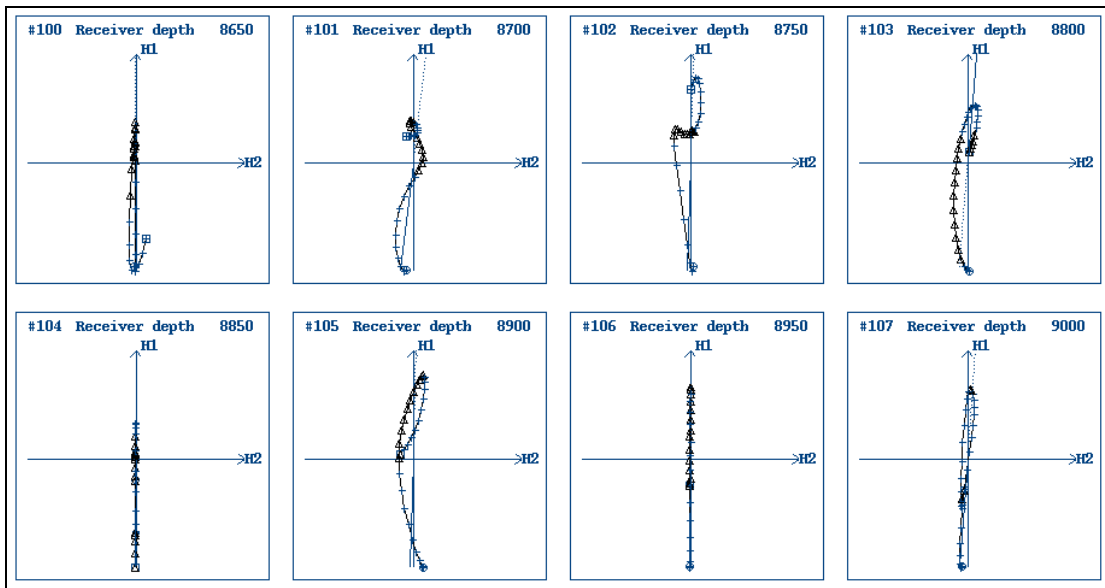 #100 Receiver depth 8650
H1
H2
#101 Receiver depth 8700
H1
H2
#102 Receiver depth 8750
H1
H2
#103 Receiver depth 8800
H1
H2
#104 Receiver depth 8850
H1
H2
#105 Receiver depth 8900
H1
H2
#106 Receiver depth 8950
H1
H2
#107 Receiver depth 9000
H1
H2